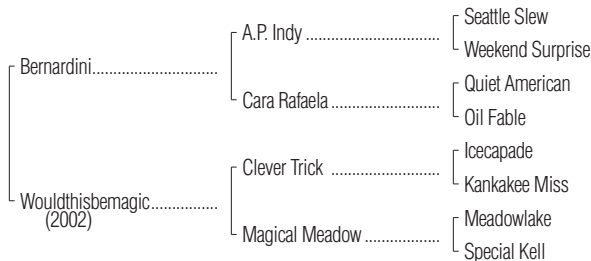 Seattle Slew
A.P. Indy ..............................
Weekend Surprise
Bernardini............................
Quiet American
Cara Rafaela ........................
Oil Fable
Icecapade
Clever Trick ........................
Kankakee Miss
Wouldthisbemagic...............
(2002)
Meadowlake
Magical Meadow .................
Special Kell